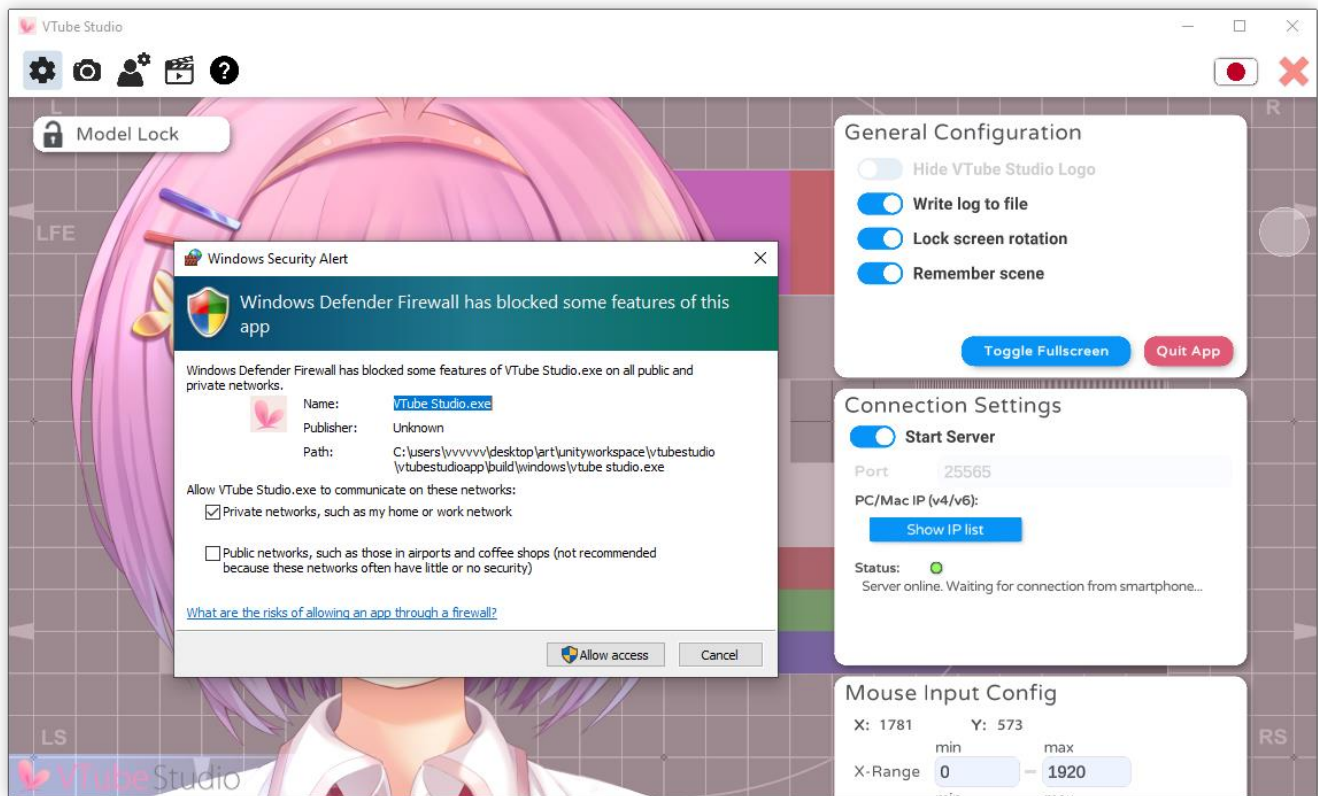 VTube Studio
L
R
Model Lock
LFE
General Configuration
Hide VTube Studio Logo
Write log to file
Lock screen rotation
Remember scene
Toggle Fullscreen
Quit App
Windows Security Alert
Windows Defender Firewall has blocked some features of this
app
Windows Defender Firewall has blocked some features of VTube Studio.exe on all public and
private networks.
Name: VTube Studio.exe
Publisher: Unknown
Path: C:\users\vvvvvv\desktop\art\unityworkspace\vtubestudio
\vtubestudioapp\build\windows\vtube studio.exe
Allow VTube Studio.exe to communicate on these networks:
Private networks, such as my home or work network
Public networks, such as those in airports and coffee shops (not recommended
because these networks often have little or no security)
What are the risks of allowing an app through a firewall?
Allow access
Cancel
Connection Settings
Start Server
Port 25565
PC/Mac IP (v4/v6):
Show IP list
Status:
Server online. Waiting for connection from smartphone...
Mouse Input Config
X: 1781 Y: 573
min max
X-Range 0 – 1920
LS
RS
VTube Studio